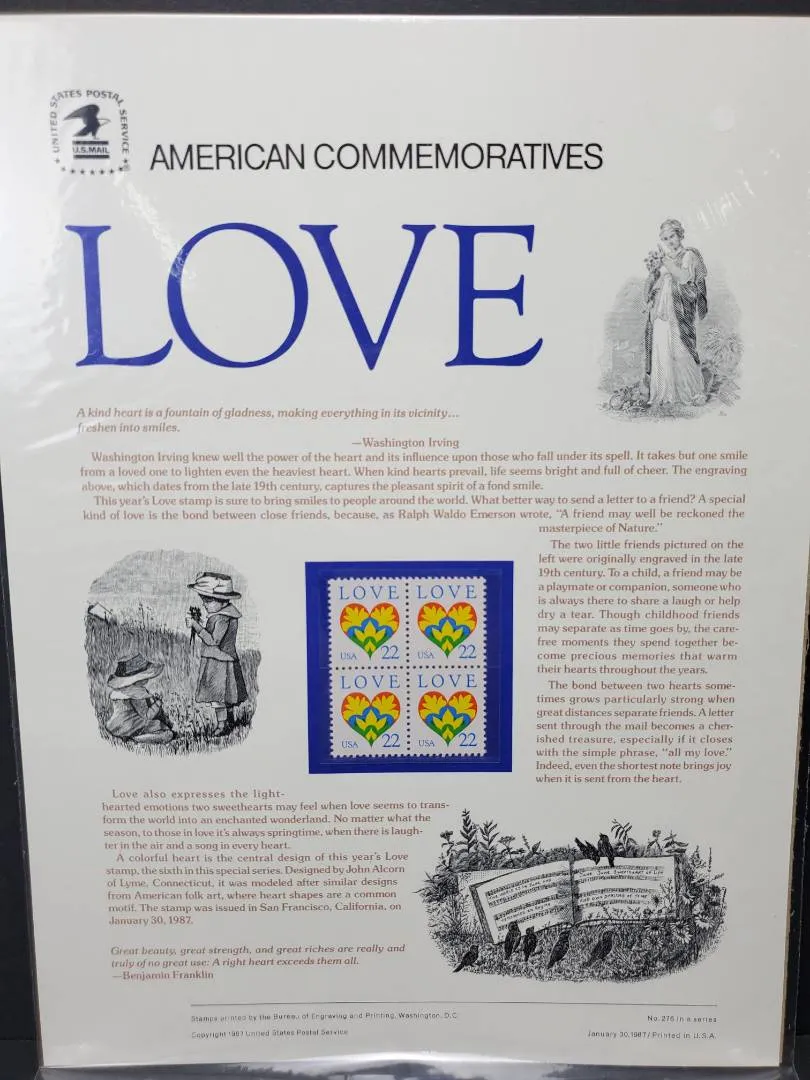 UNITED STATES POSTAL SERVICE
U.S.MAIL
AMERICAN COMMEMORATIVES
LOVE
A kind heart is a fountain of gladness, making everything in its vicinity...
freshen into smiles.
—Washington Irving
Washington Irving knew well the power of the heart and its influence upon those who fall under its spell. It takes but one smile
from a loved one to lighten even the heaviest heart. When kind hearts prevail, life seems bright and full of cheer. The engraving
above, which dates from the late 19th century, captures the pleasant spirit of a fond smile.
This year's Love stamp is sure to bring smiles to people around the world. What better way to send a letter to a friend? A special
kind of love is the bond between close friends, because, as Ralph Waldo Emerson wrote, "A friend may well be reckoned the
masterpiece of Nature."
The two little friends pictured on the
left were originally engraved in the late
19th century. To a child, a friend may be
a playmate or companion, someone who
is always there to share a laugh or help
dry a tear. Though childhood friends
may separate as time goes by, the care-
free moments they spend together be-
come precious memories that warm
their hearts throughout the years.
The bond between two hearts some-
times grows particularly strong when
great distances separate friends. A letter
sent through the mail becomes a cher-
ished treasure, especially if it closes
with the simple phrase, "all my love."
Indeed, even the shortest note brings joy
when it is sent from the heart.
LOVE LOVE
USA 22 USA 22
LOVE LOVE
USA 22 USA 22
Love also expresses the light-
hearted emotions two sweethearts may feel when love seems to trans-
form the world into an enchanted wonderland. No matter what the
season, to those in love it's always springtime, when there is laugh-
ter in the air and a song in every heart.
A colorful heart is the central design of this year's Love
stamp, the sixth in this special series. Designed by John Alcorn
of Lyme, Connecticut, it was modeled after similar designs
from American folk art, where heart shapes are a common
motif. The stamp was issued in San Francisco, California, on
January 30, 1987.
Great beauty, great strength, and great riches are really and
truly of no great use: A right heart exceeds them all.
—Benjamin Franklin
Stamps printed by the Bureau of Engraving and Printing, Washington, D.C.
Copyright 1987 United States Postal Service
No. 276 in a series
January 30, 1987/Printed in U.S.A.